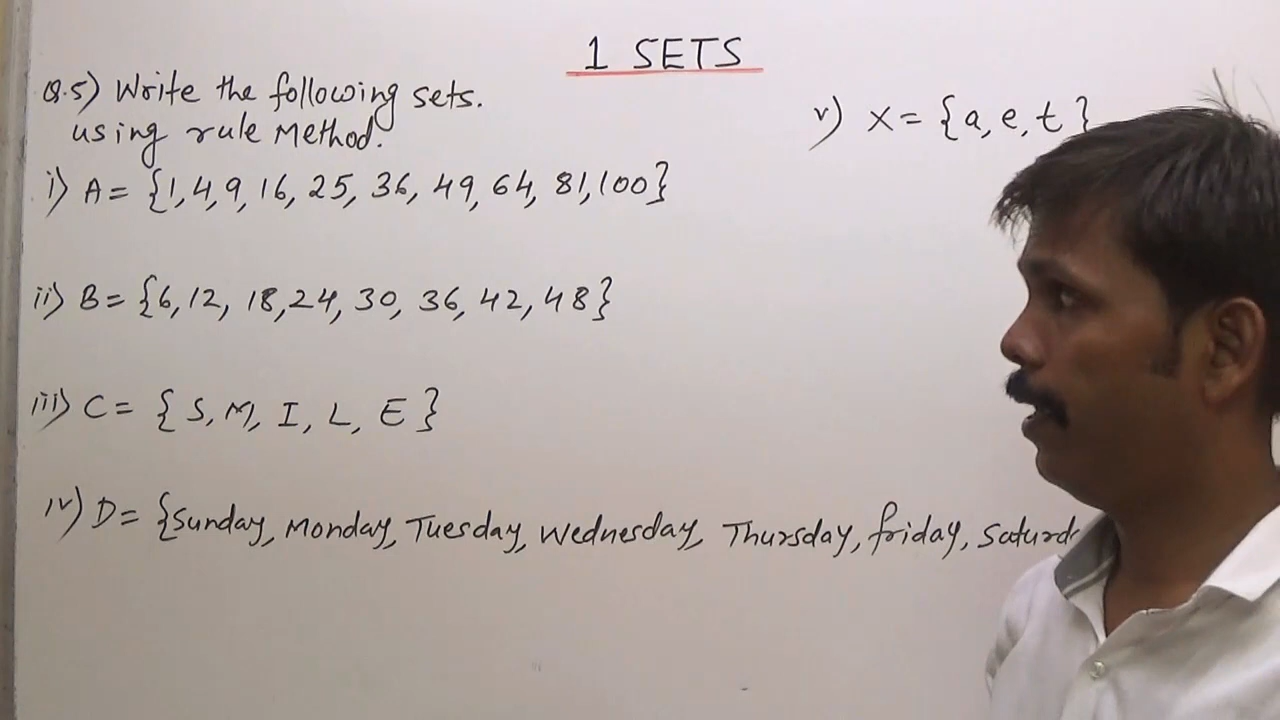 1 SETS
Q.5) Write the following sets.
using rule Method.
i) A = {1, 4, 9, 16, 25, 36, 49, 64, 81, 100}
ii) B = {6, 12, 18, 24, 30, 36, 42, 48}
iii) C = { S, M, I, L, E }
iv) D = {Sunday, Monday, Tuesday, Wednesday, Thursday, friday, Saturd
v) X = {a, e, t }